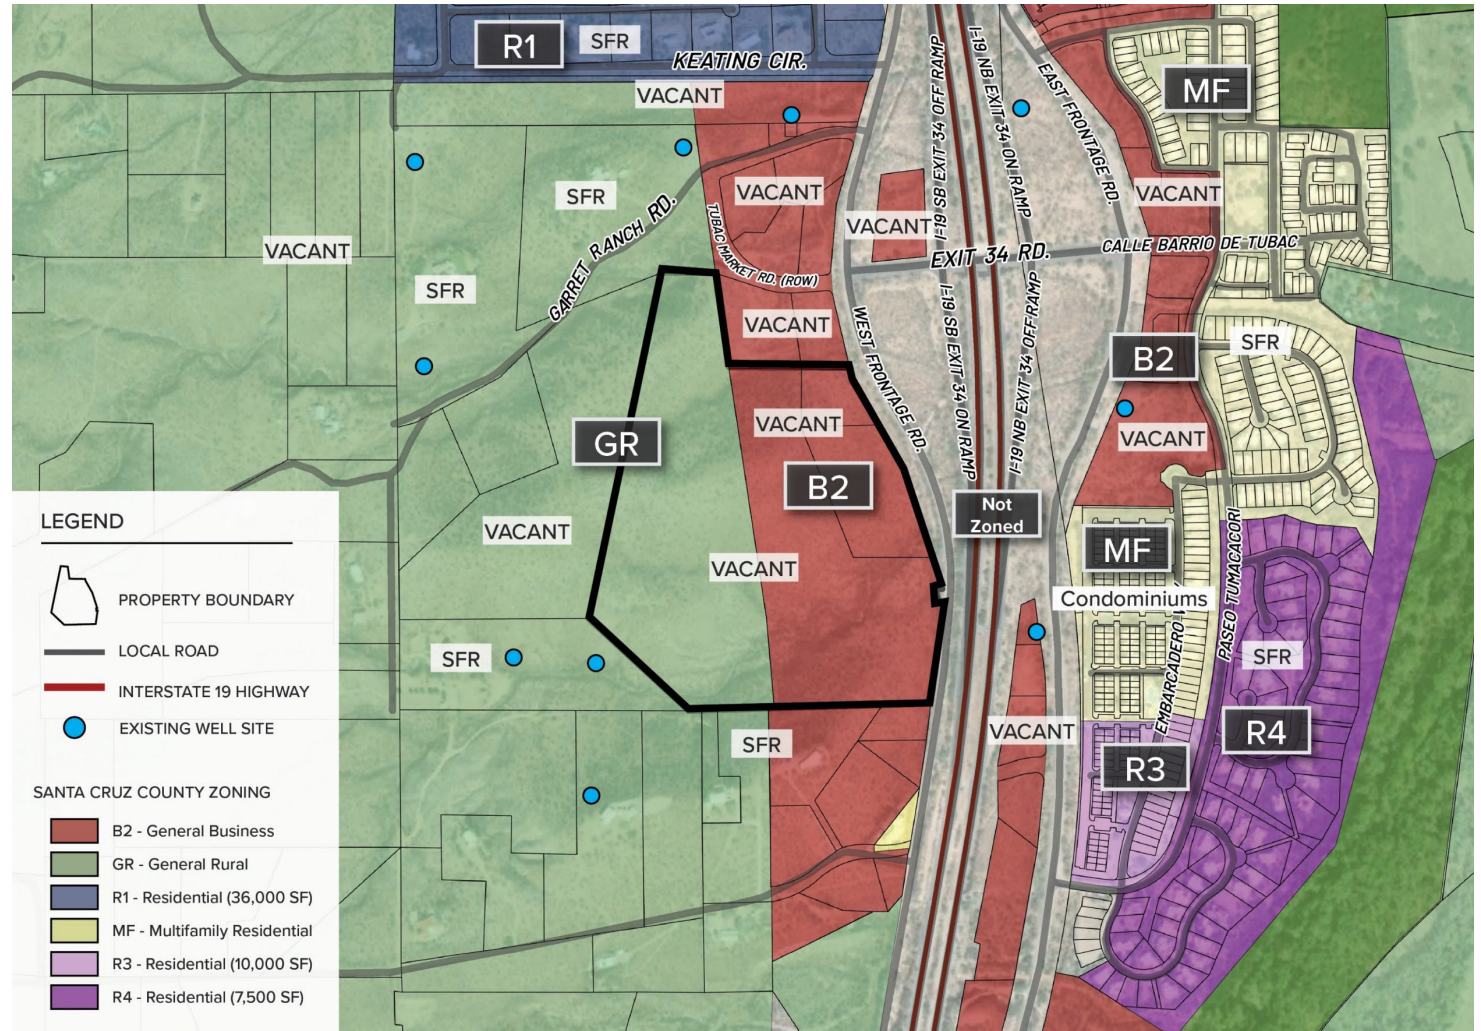 R1
SFR
KEATING CIR.
VACANT
I-19 SB EXIT 34 OFF RAMP
I-19 NB EXIT 34 ON RAMP
EAST FRONTAGE RD.
MF
SFR
VACANT
VACANT
VACANT
VACANT
GARRET RANCH RD.
TUBAC MARKET RD. (ROW)
EXIT 34 RD.
CALLE BARRIO DE TUBAC
SFR
VACANT
WEST FRONTAGE RD.
I-19 SB EXIT 34 ON RAMP
I-19 NB EXIT 34 OFF RAMP
B2
SFR
GR
VACANT
VACANT
B2
Not
Zoned
VACANT
VACANT
MF
Condominiums
EMBARCADERO
PASEO TUMACACORI
SFR
SFR
SFR
VACANT
R3
R4
LEGEND
PROPERTY BOUNDARY
LOCAL ROAD
INTERSTATE 19 HIGHWAY
EXISTING WELL SITE
SANTA CRUZ COUNTY ZONING
B2 - General Business
GR - General Rural
R1 - Residential (36,000 SF)
MF - Multifamily Residential
R3 - Residential (10,000 SF)
R4 - Residential (7,500 SF)